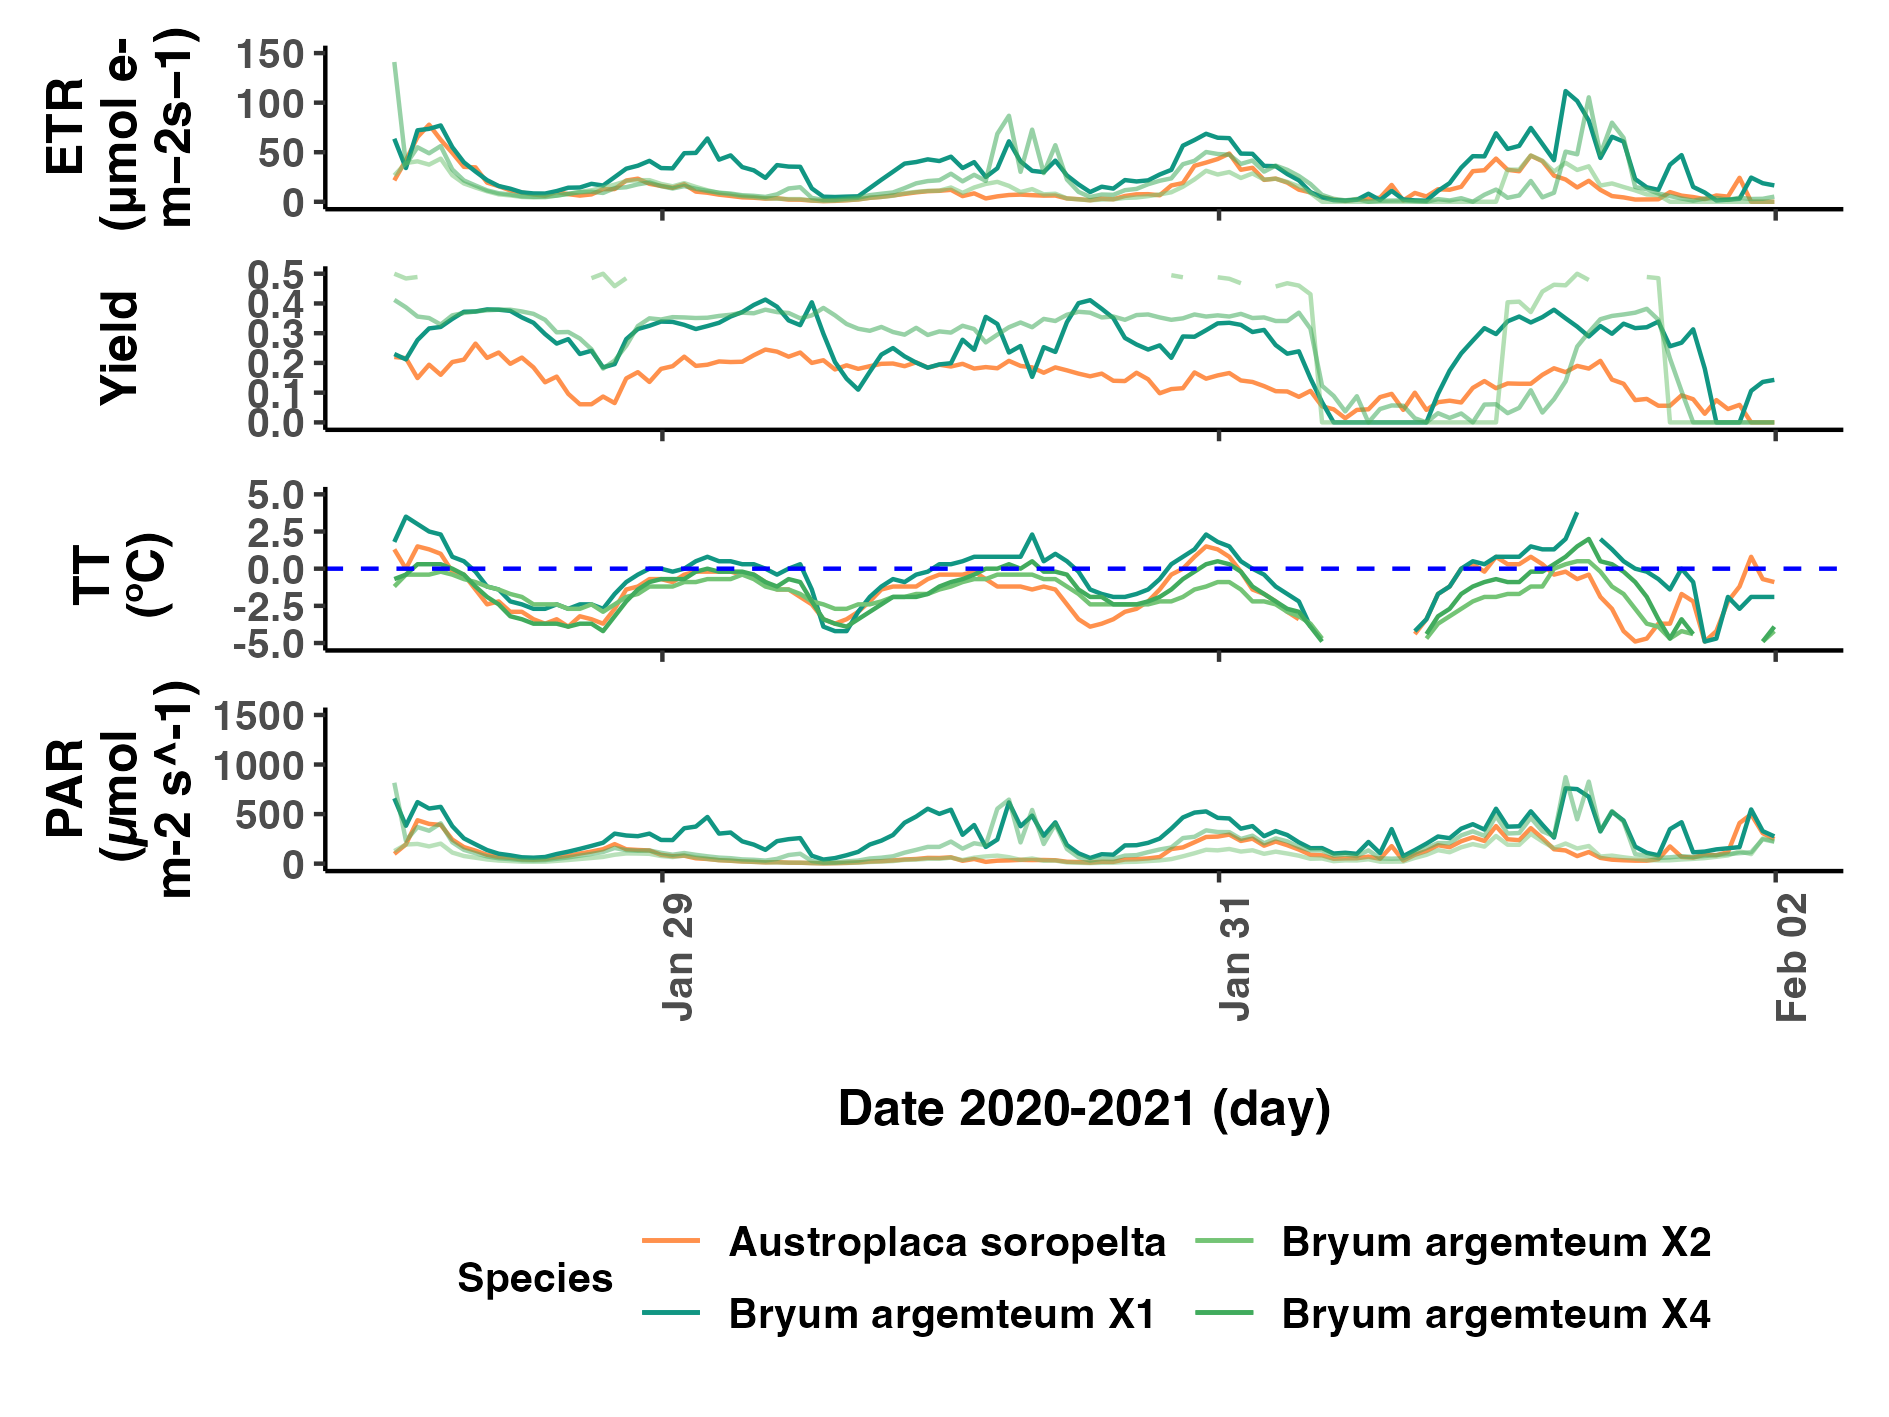 ETR
(µmol e-
m−2s−1)
150
100
50
0
Yield
0.5
0.4
0.3
0.2
0.1
0.0
TT
(ºC)
5.0
2.5
0.0
-2.5
-5.0
PAR
(µmol
m-2 s^-1)
1500
1000
500
0
Jan 29
Jan 31
Feb 02
Date 2020-2021 (day)
Species
Austroplaca soropelta
Bryum argemteum X2
Bryum argemteum X1
Bryum argemteum X4